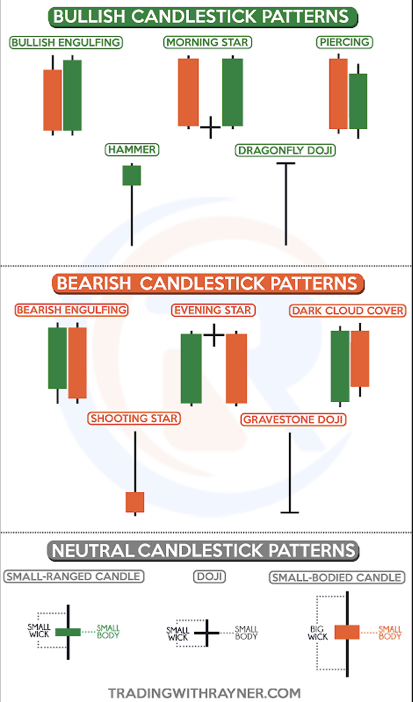 BULLISH CANDLESTICK PATTERNS
BULLISH ENGULFING
MORNING STAR
PIERCING
HAMMER
DRAGONFLY DOJI
BEARISH CANDLESTICK PATTERNS
BEARISH ENGULFING
EVENING STAR
DARK CLOUD COVER
SHOOTING STAR
GRAVESTONE DOJI
NEUTRAL CANDLESTICK PATTERNS
SMALL-RANGED CANDLE
DOJI
SMALL-BODIED CANDLE
SMALL
WICK
SMALL
BODY
SMALL
WICK
SMALL
BODY
BIG
WICK
SMALL
BODY
TRADINGWITHRAYNER.COM